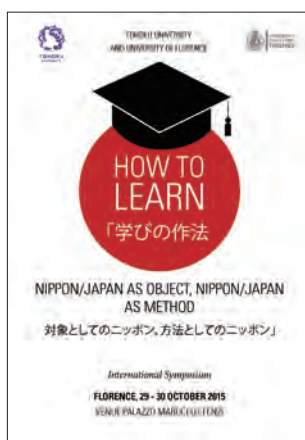 TOHOKU UNIVERSITY
AND UNIVERSITY OF FLORENCE
TOHOKU
HOW TO
LEARN
「学びの作法
NIPPON/JAPAN AS OBJECT, NIPPON/JAPAN
AS METHOD
対象としてのニッポン、方法としてのニッポン」
International Symposium
FLORENCE, 29 - 30 OCTOBER 2015
VENUE PALAZZO